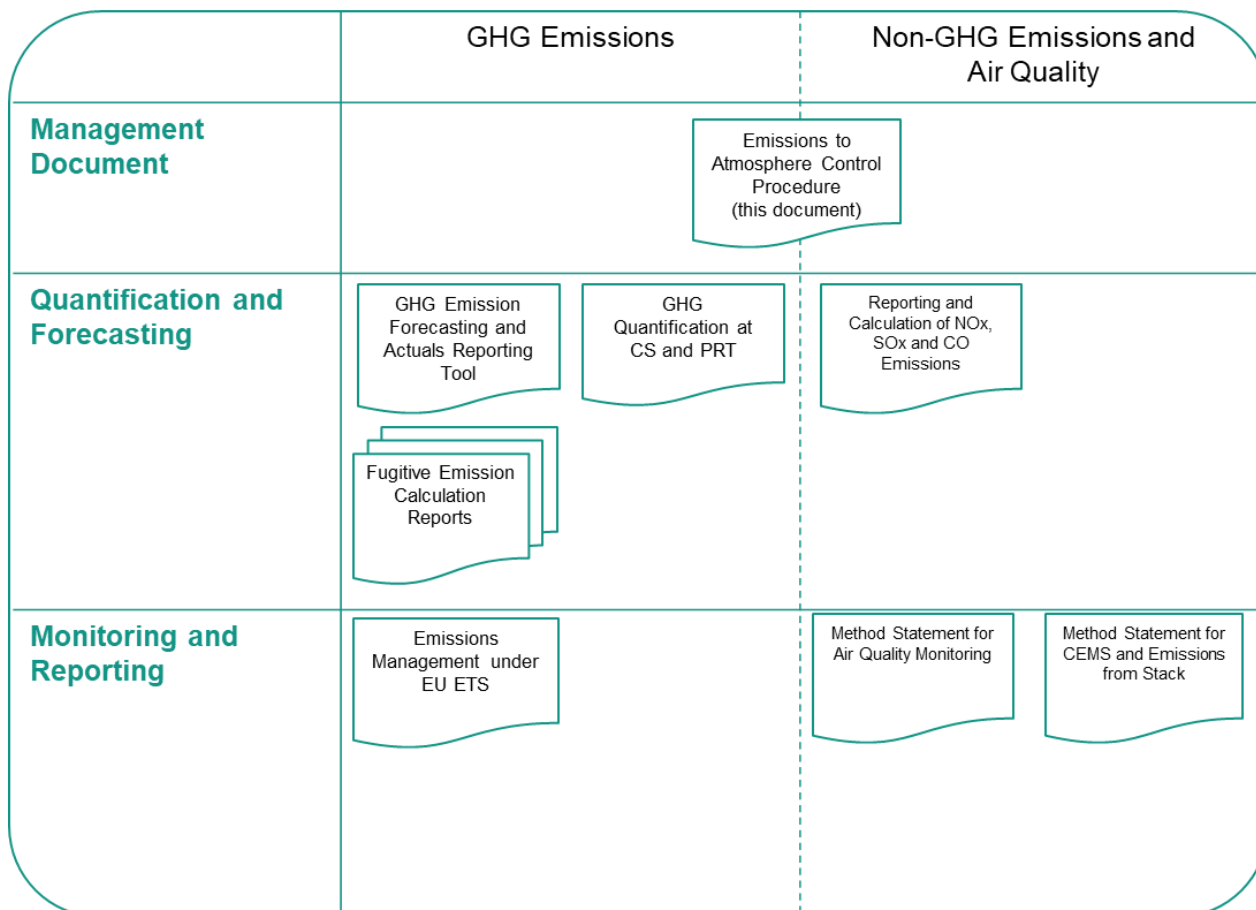 GHG Emissions
Non-GHG Emissions and
Air Quality
Management
Document
Emissions to
Atmosphere Control
Procedure
(this document)
Quantification and
Forecasting
GHG Emission
Forecasting and
Actuals Reporting
Tool
GHG
Quantification at
CS and PRT
Reporting and
Calculation of NOx,
SOx and CO
Emissions
Fugitive Emission
Calculation
Reports
Monitoring and
Reporting
Emissions
Management under
EU ETS
Method Statement for
Air Quality Monitoring
Method Statement for
CEMS and Emissions
from Stack